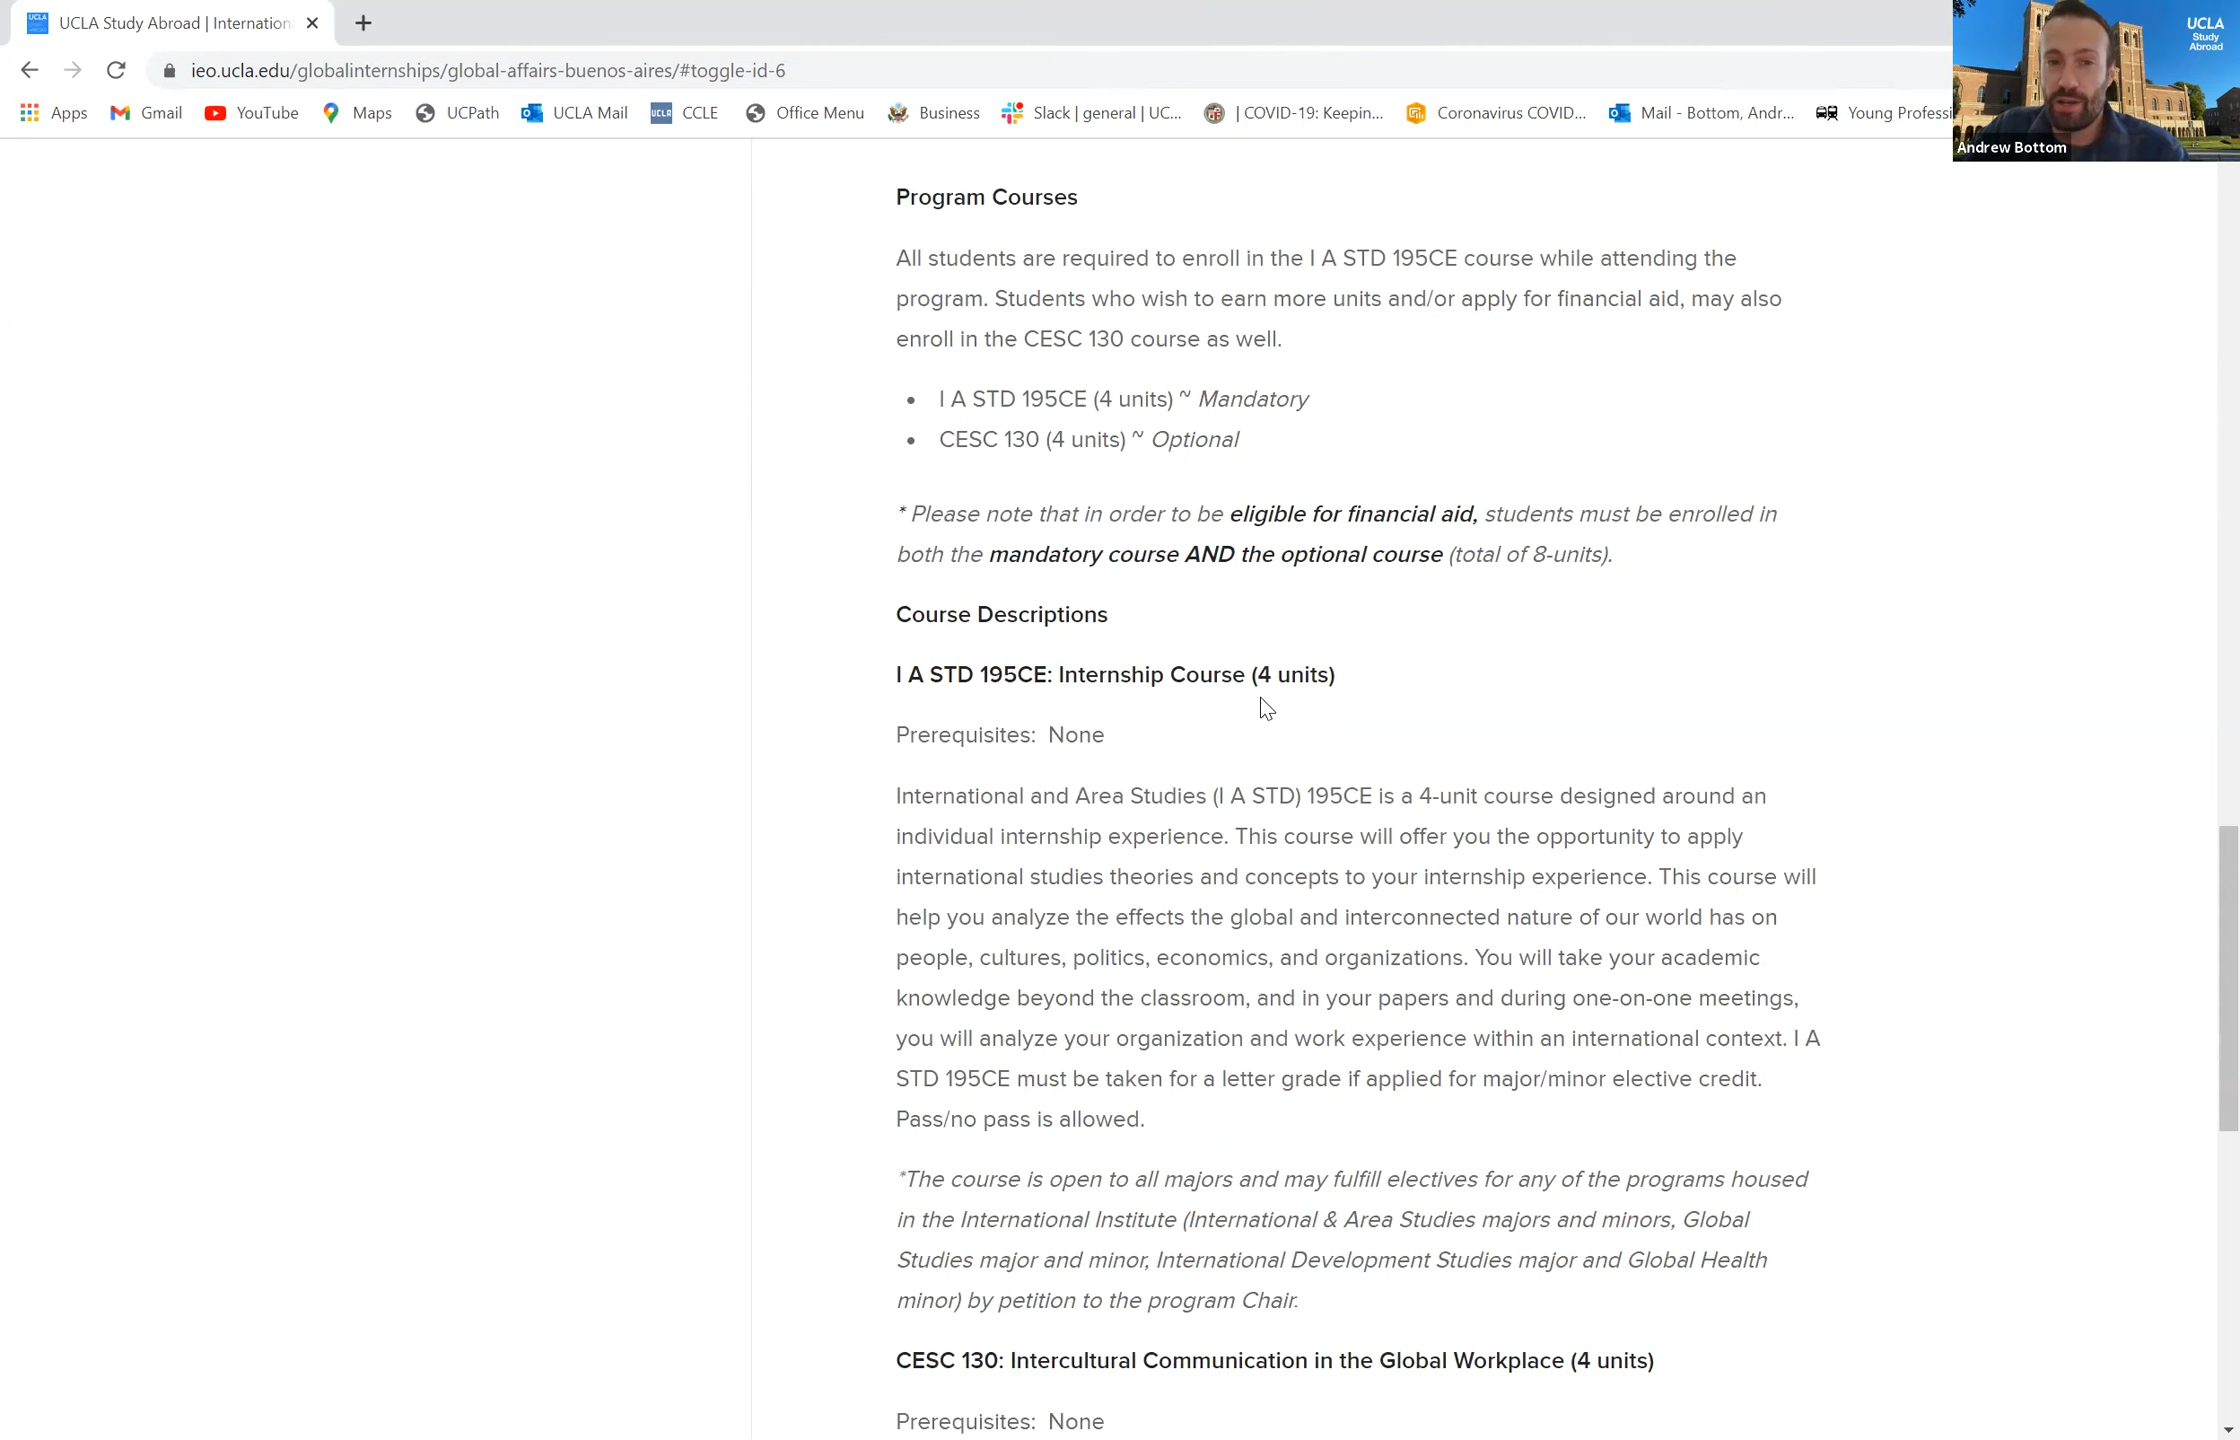 UCLA Study Abroad | Internation
ieo.ucla.edu/globalinternships/global-affairs-buenos-aires/#toggle-id-6
Apps Gmail YouTube Maps UCPath UCLA Mail UCLA CCLE Office Menu Business Slack | general | UC... | COVID-19: Keepin... Coronavirus COVID... Mail - Bottom, Andr... Young Professi
UCLA
Study
Abroad
Andrew Bottom
Program Courses
All students are required to enroll in the I A STD 195CE course while attending the
program. Students who wish to earn more units and/or apply for financial aid, may also
enroll in the CESC 130 course as well.
• I A STD 195CE (4 units) ~ Mandatory
• CESC 130 (4 units) ~ Optional
* Please note that in order to be eligible for financial aid, students must be enrolled in
both the mandatory course AND the optional course (total of 8-units).
Course Descriptions
I A STD 195CE: Internship Course (4 units)
Prerequisites: None
International and Area Studies (I A STD) 195CE is a 4-unit course designed around an
individual internship experience. This course will offer you the opportunity to apply
international studies theories and concepts to your internship experience. This course will
help you analyze the effects the global and interconnected nature of our world has on
people, cultures, politics, economics, and organizations. You will take your academic
knowledge beyond the classroom, and in your papers and during one-on-one meetings,
you will analyze your organization and work experience within an international context. I A
STD 195CE must be taken for a letter grade if applied for major/minor elective credit.
Pass/no pass is allowed.
*The course is open to all majors and may fulfill electives for any of the programs housed
in the International Institute (International & Area Studies majors and minors, Global
Studies major and minor, International Development Studies major and Global Health
minor) by petition to the program Chair.
CESC 130: Intercultural Communication in the Global Workplace (4 units)
Prerequisites: None